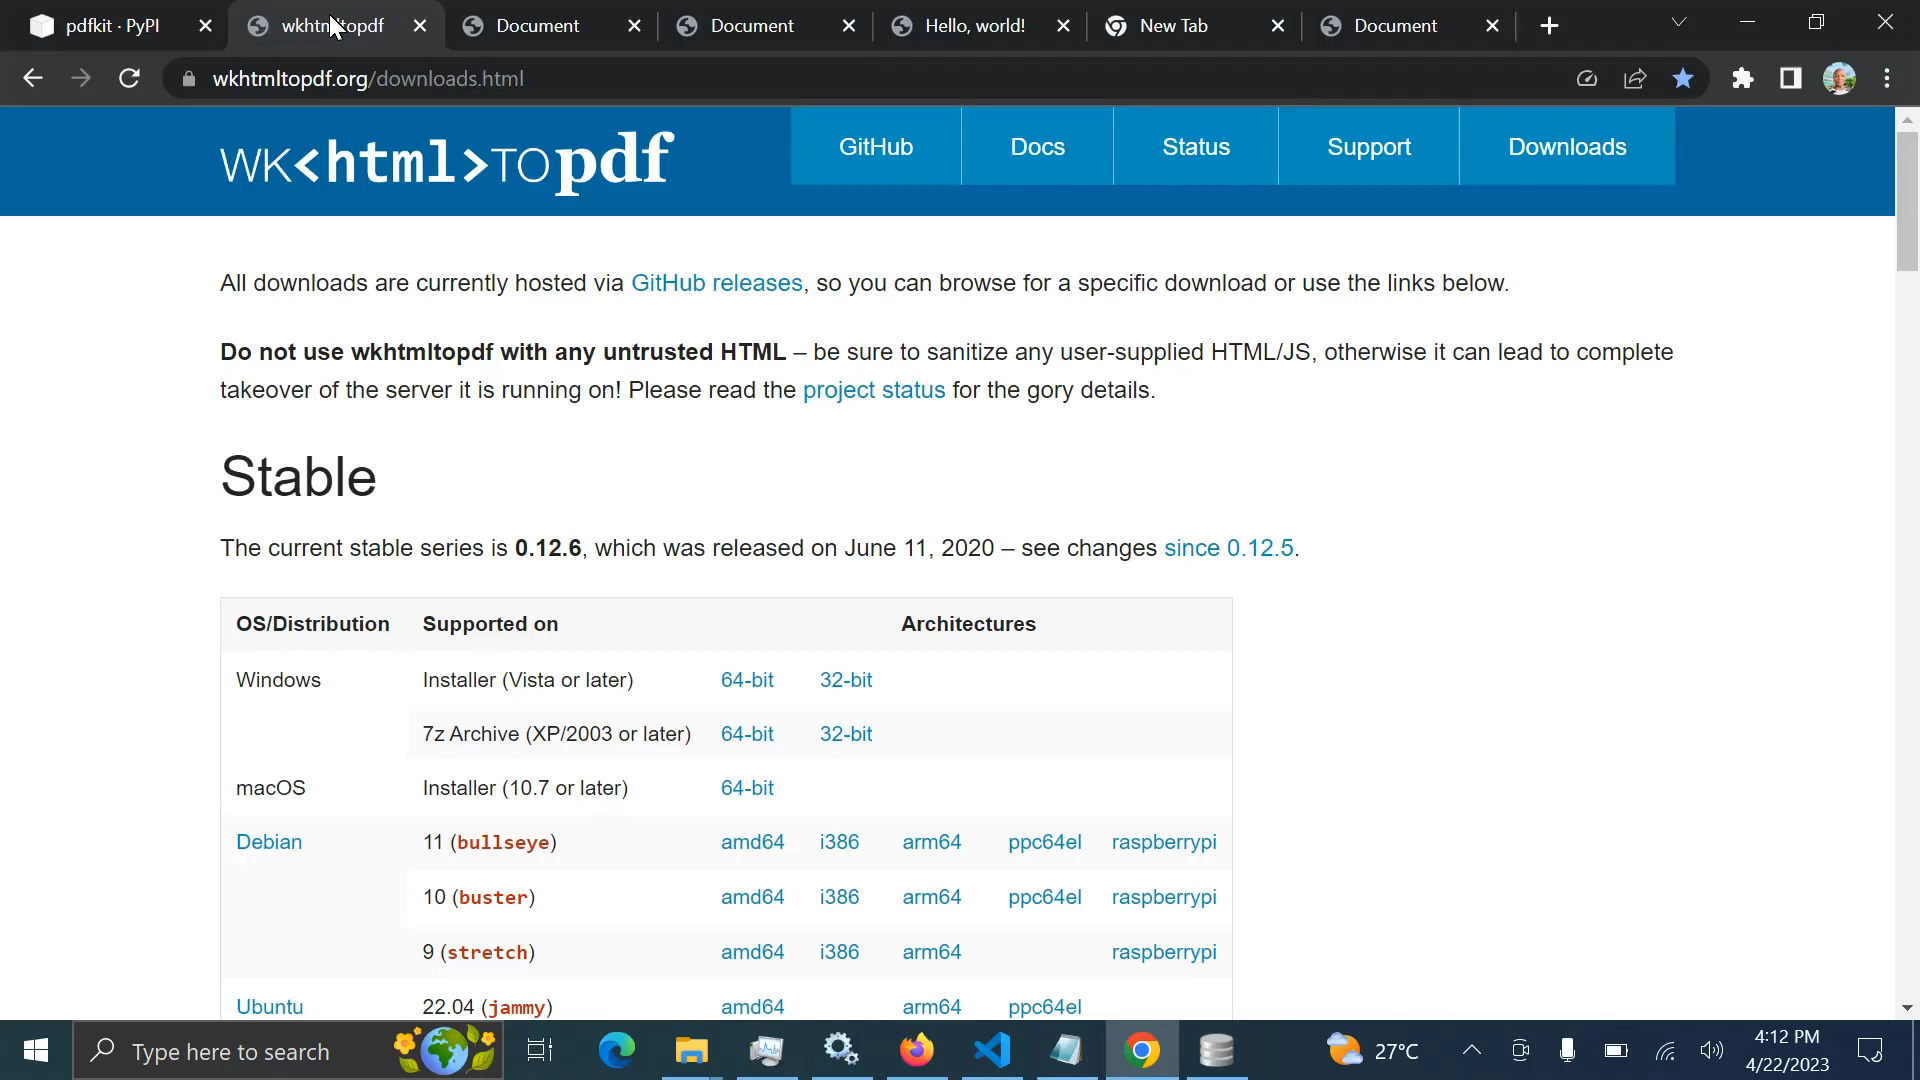 pdfkit · PyPI
wkhtmltopdf
Document
Document
Hello, world!
New Tab
Document
wkhtmltopdf.org/downloads.html
WK<html>TOpdf
GitHub
Docs
Status
Support
Downloads
All downloads are currently hosted via GitHub releases, so you can browse for a specific download or use the links below.
Do not use wkhtmltopdf with any untrusted HTML – be sure to sanitize any user-supplied HTML/JS, otherwise it can lead to complete
takeover of the server it is running on! Please read the project status for the gory details.
Stable
The current stable series is 0.12.6, which was released on June 11, 2020 – see changes since 0.12.5.
OS/Distribution Supported on Architectures
Windows Installer (Vista or later) 64-bit 32-bit
7z Archive (XP/2003 or later) 64-bit 32-bit
macOS Installer (10.7 or later) 64-bit
Debian 11 (bullseye) amd64 i386 arm64 ppc64el raspberrypi
10 (buster) amd64 i386 arm64 ppc64el raspberrypi
9 (stretch) amd64 i386 arm64 raspberrypi
Ubuntu 22.04 (jammy) amd64 arm64 ppc64el
Type here to search
27°C
4:12 PM
4/22/2023